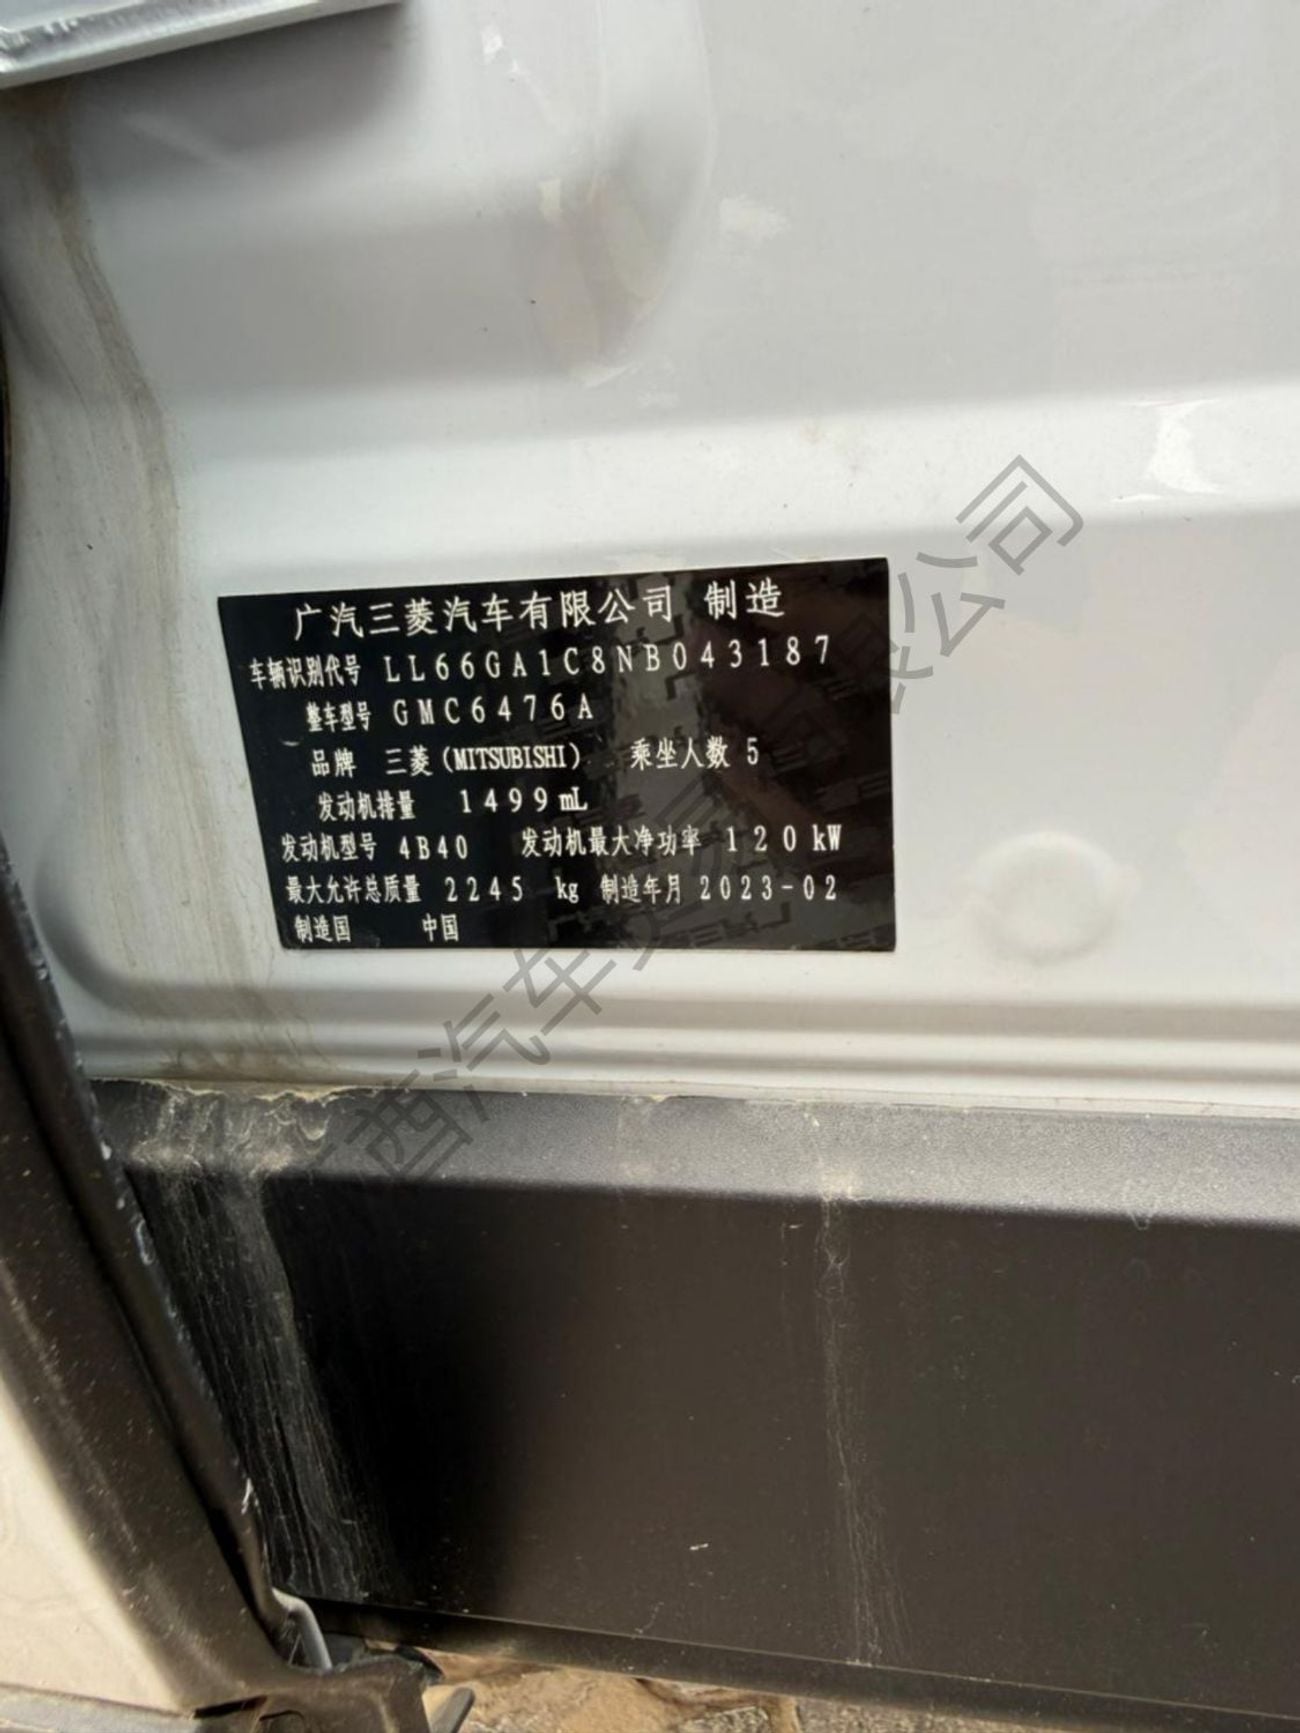 广汽三菱汽车有限公司 制造
车辆识别代号 LL66GA1C8NB043187
整车型号 GMC6476A
品牌 三菱(MITSUBISHI) 乘坐人数 5
发动机排量 1499mL
发动机型号 4B40 发动机最大净功率 120kW
最大允许总质量 2245 kg 制造年月 2023-02
制造国 中国